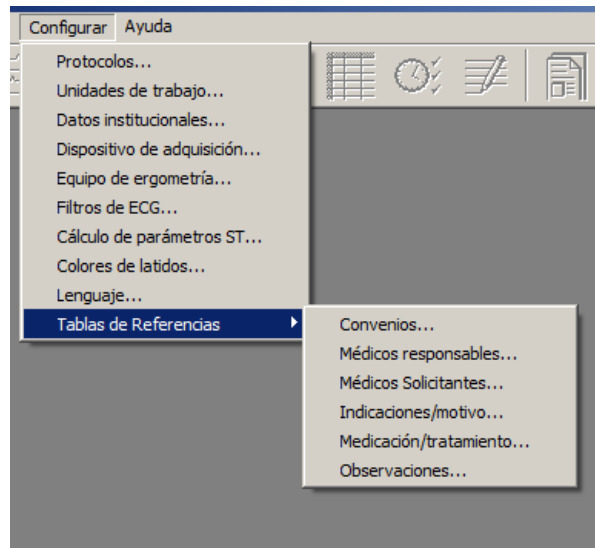 Configurar Ayuda
Protocolos...
Unidades de trabajo...
Datos institucionales...
Dispositivo de adquisición...
Equipo de ergometría...
Filtros de ECG...
Cálculo de parámetros ST...
Colores de latidos...
Lenguaje...
Tablas de Referencias
Convenios...
Médicos responsables...
Médicos Solicitantes...
Indicaciones/motivo...
Medicación/tratamiento...
Observaciones...